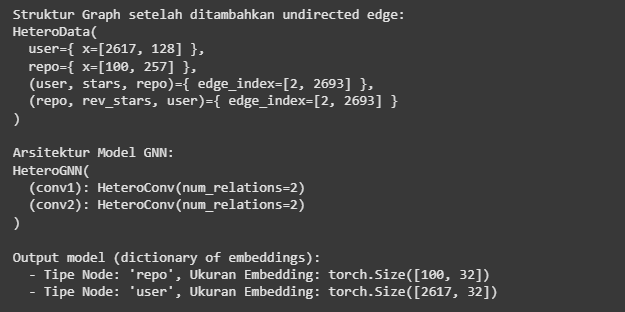 Struktur Graph setelah ditambahkan undirected edge:
HeteroData(
  user={ x=[2617, 128] },
  repo={ x=[100, 257] },
  (user, stars, repo)={ edge_index=[2, 2693] },
  (repo, rev_stars, user)={ edge_index=[2, 2693] }
)

Arsitektur Model GNN:
HeteroGNN(
  (conv1): HeteroConv(num_relations=2)
  (conv2): HeteroConv(num_relations=2)
)

Output model (dictionary of embeddings):
  - Tipe Node: 'repo', Ukuran Embedding: torch.Size([100, 32])
  - Tipe Node: 'user', Ukuran Embedding: torch.Size([2617, 32])